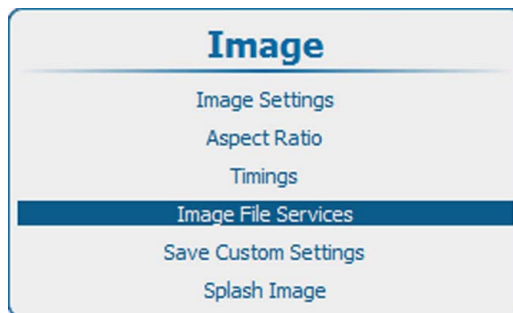 Image
Image Settings
Aspect Ratio
Timings
Image File Services
Save Custom Settings
Splash Image